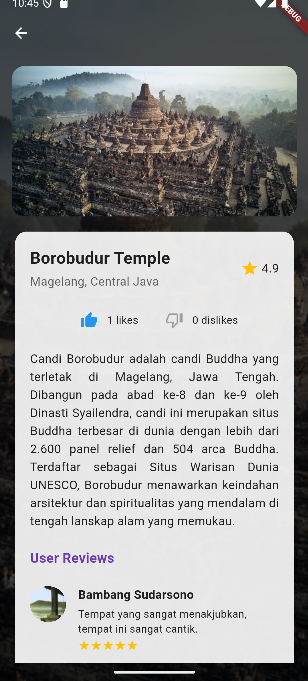 10:45
DEBUG
Borobudur Temple
4.9
Magelang, Central Java
1 likes
0 dislikes
Candi Borobudur adalah candi Buddha yang
terletak di Magelang, Jawa Tengah.
Dibangun pada abad ke-8 dan ke-9 oleh
Dinasti Syailendra, candi ini merupakan situs
Buddha terbesar di dunia dengan lebih dari
2.600 panel relief dan 504 arca Buddha.
Terdaftar sebagai Situs Warisan Dunia
UNESCO, Borobudur menawarkan keindahan
arsitektur dan spiritualitas yang mendalam di
tengah lanskap alam yang memukau.
User Reviews
Bambang Sudarsono
Tempat yang sangat menakjubkan,
tempat ini sangat cantik.